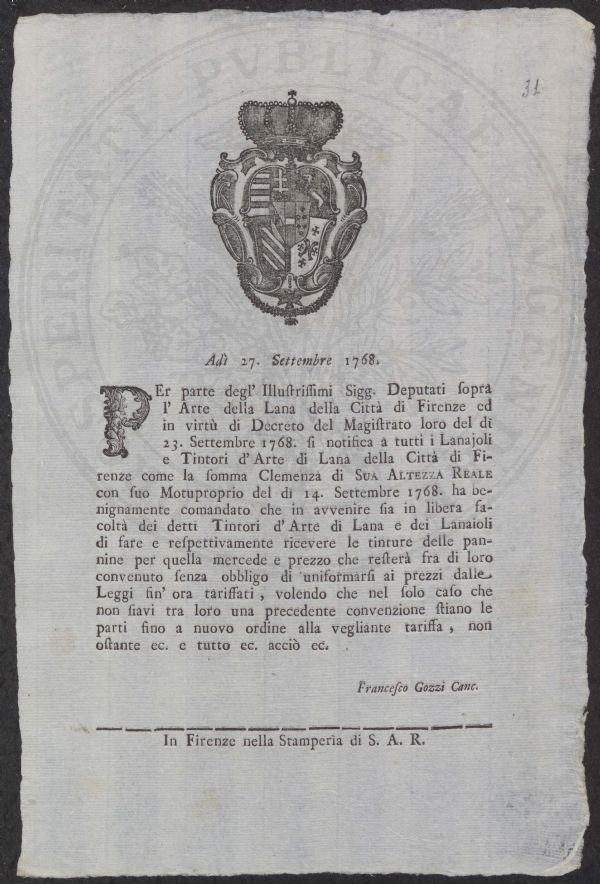 31
Adì 27. Settembre 1768.
PEr parte degl' Illuſtriſſimi Sigg. Deputati ſopra
l' Arte della Lana della Città di Firenze ed
in virtù di Decreto del Magiſtrato loro del dì
23. Settembre 1768. ſi notifica a tutti i Lanajoli
e Tintori d' Arte di Lana della Città di Fi-
renze come la ſomma Clemenza di SUA ALTEZZA REALE
con ſuo Motuproprio del dì 14. Settembre 1768. ha be-
nignamente comandato che in avvenire ſia in libera fa-
coltà dei detti Tintori d' Arte di Lana e dei Lanaioli
di fare e reſpettivamente ricevere le tinture delle pan-
nine per quella mercede e prezzo che reſterà fra di loro
convenuto ſenza obbligo di uniformarſi ai prezzi dalle
Leggi ſin' ora tariffati, volendo che nel ſolo caſo che
non ſiavi tra loro una precedente convenzione ſtiano le
parti fino a nuovo ordine alla vegliante tariffa, non
oſtante ec. e tutto ec. acciò ec.
Franceſco Gozzi Canc.
In Firenze nella Stamperìa di S. A. R.